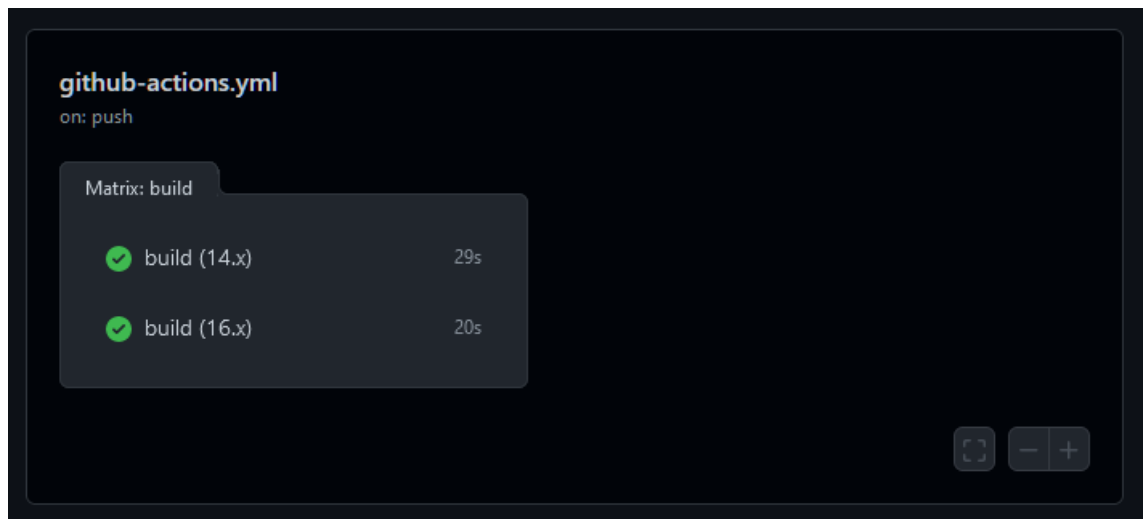 github-actions.yml
on: push
Matrix: build
build (14.x) 29s
build (16.x) 20s